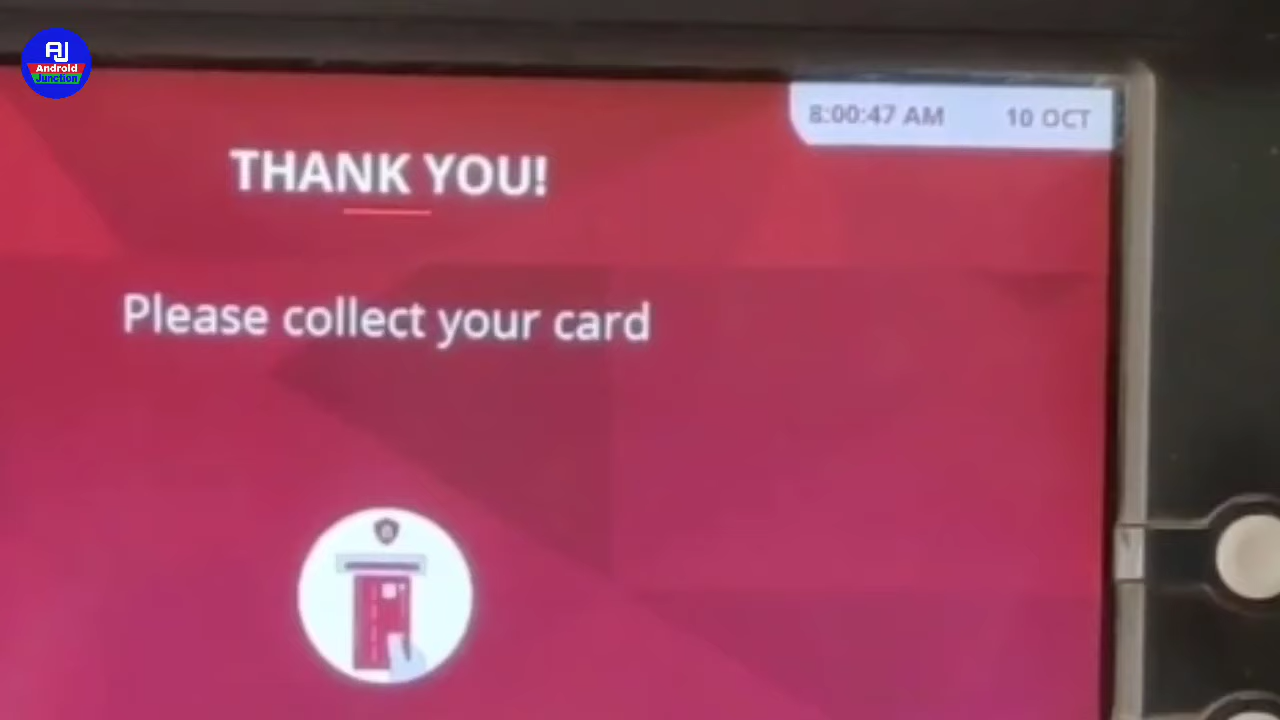 AJ
Android
Junction
8:00:47 AM 10 OCT
THANK YOU!
Please collect your card